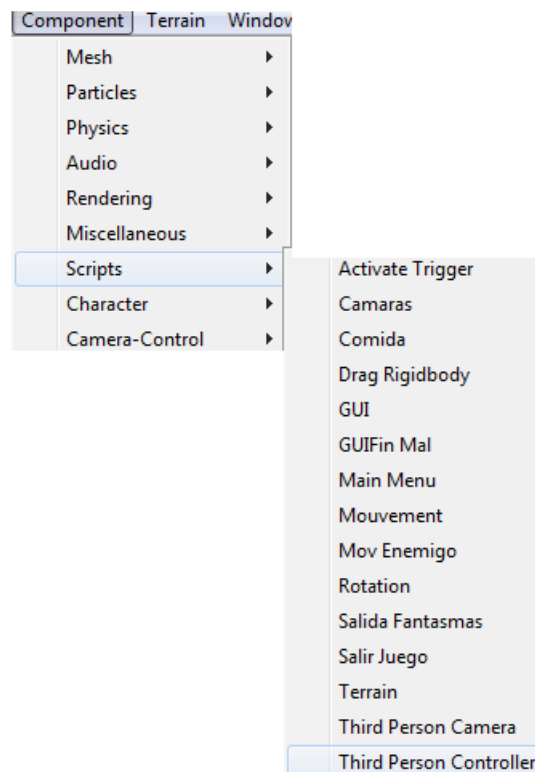 Component Terrain
Mesh
Particles
Physics
Audio
Rendering
Miscellaneous
Scripts
Character
Camera-Control
Activate Trigger
Camaras
Comida
Drag Rigidbody
GUI
GUIFin Mal
Main Menu
Mouvement
Mov Enemigo
Rotation
Salida Fantasmas
Salir Juego
Terrain
Third Person Camera
Third Person Controller